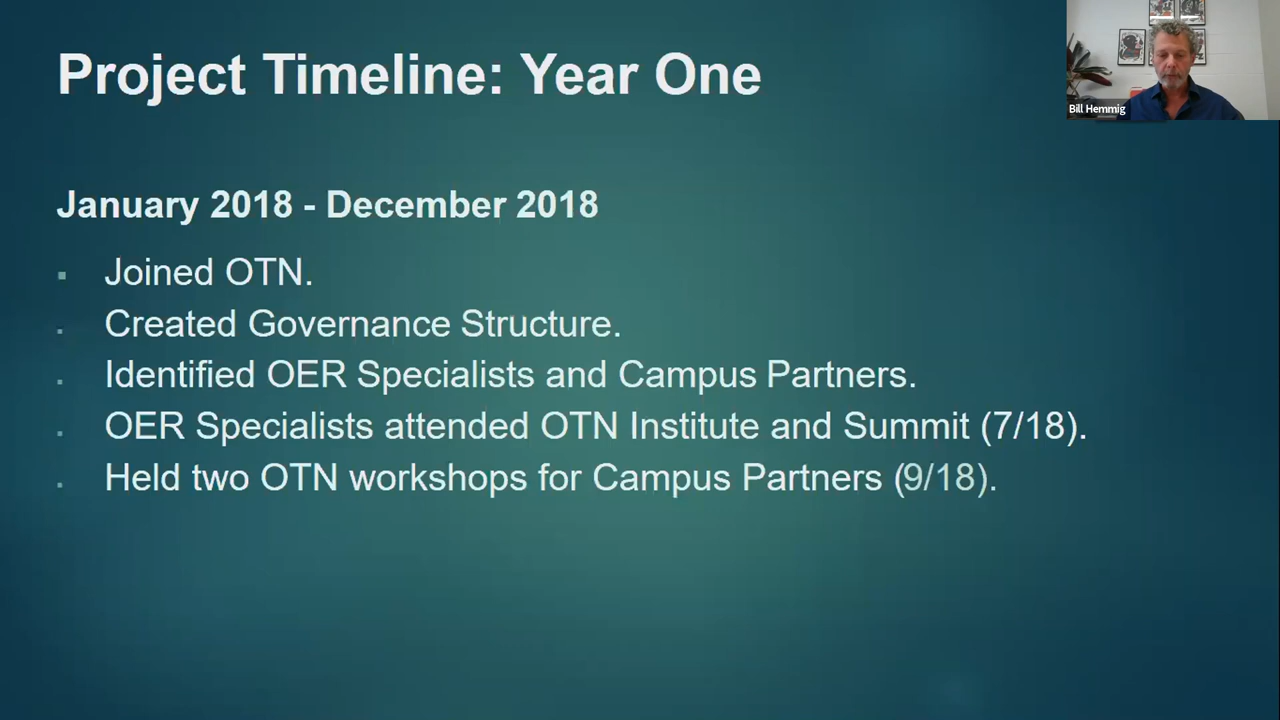 Project Timeline: Year One
Bill Hemmig
January 2018 - December 2018
Joined OTN.
Created Governance Structure.
Identified OER Specialists and Campus Partners.
OER Specialists attended OTN Institute and Summit (7/18).
Held two OTN workshops for Campus Partners (9/18).